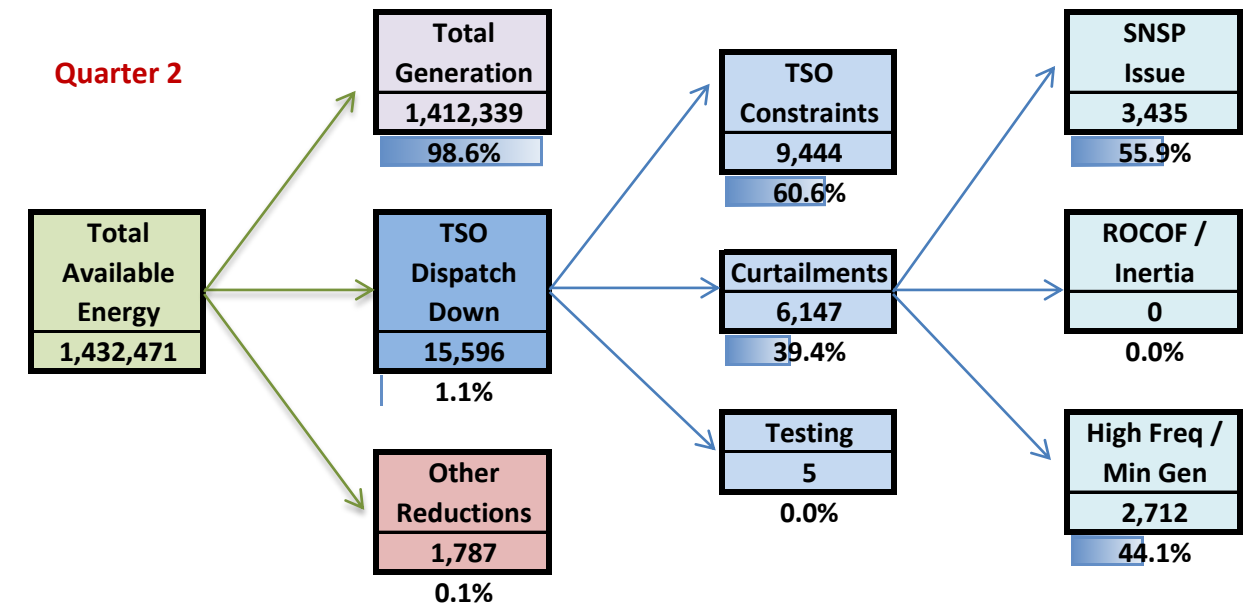 Quarter 2
Total
Available
Energy
1,432,471
Total
Generation
1,412,339
98.6%
TSO
Dispatch
Down
15,596
1.1%
Other
Reductions
1,787
0.1%
TSO
Constraints
9,444
60.6%
Curtailments
6,147
39.4%
Testing
5
0.0%
SNSP
Issue
3,435
55.9%
ROCOF /
Inertia
0
0.0%
High Freq /
Min Gen
2,712
44.1%